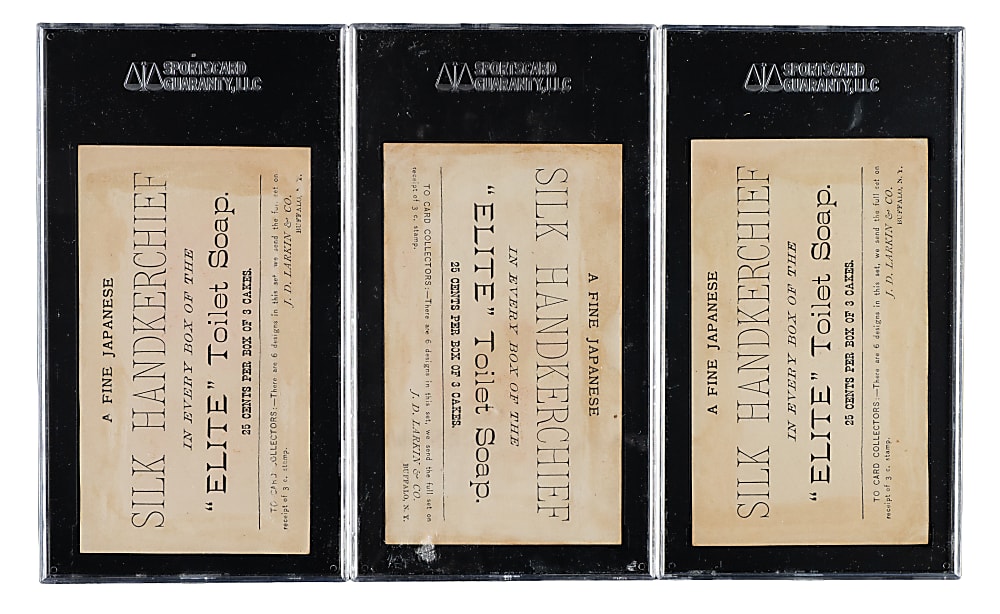 SPORTSCARD
GUARANTY, LLC
A FINE JAPANESE
SILK HANDKERCHIEF
IN EVERY BOX OF THE
"ELITE" Toilet Soap.
25 CENTS PER BOX OF 3 CAKES.
TO CARD COLLECTORS:—There are 6 designs in this set, we send the full set on
receipt of 3 c. stamp.
J. D. LARKIN & CO.
BUFFALO, N. Y.
SPORTSCARD
GUARANTY, LLC
A FINE JAPANESE
SILK HANDKERCHIEF
IN EVERY BOX OF THE
"ELITE" Toilet Soap.
25 CENTS PER BOX OF 3 CAKES.
TO CARD COLLECTORS:—There are 6 designs in this set, we send the full set on
receipt of 3 c. stamp.
J. D. LARKIN & CO.
BUFFALO, N. Y.
SPORTSCARD
GUARANTY, LLC
A FINE JAPANESE
SILK HANDKERCHIEF
IN EVERY BOX OF THE
"ELITE" Toilet Soap.
25 CENTS PER BOX OF 3 CAKES.
TO CARD COLLECTORS:—There are 6 designs in this set, we send the full set on
receipt of 3 c. stamp.
J. D. LARKIN & CO.
BUFFALO, N. Y.